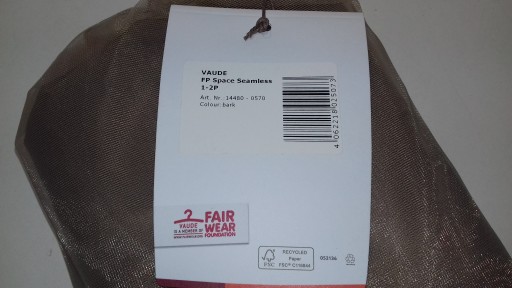 VAUDE
FP Space Seamless
1-2P
Art. Nr. 14480 - 0570
Colour: bark
4 062218 025073
VAUDE
IS A MEMBER OF
FAIR
WEAR
FOUNDATION
FSC
RECYCLED
Paper